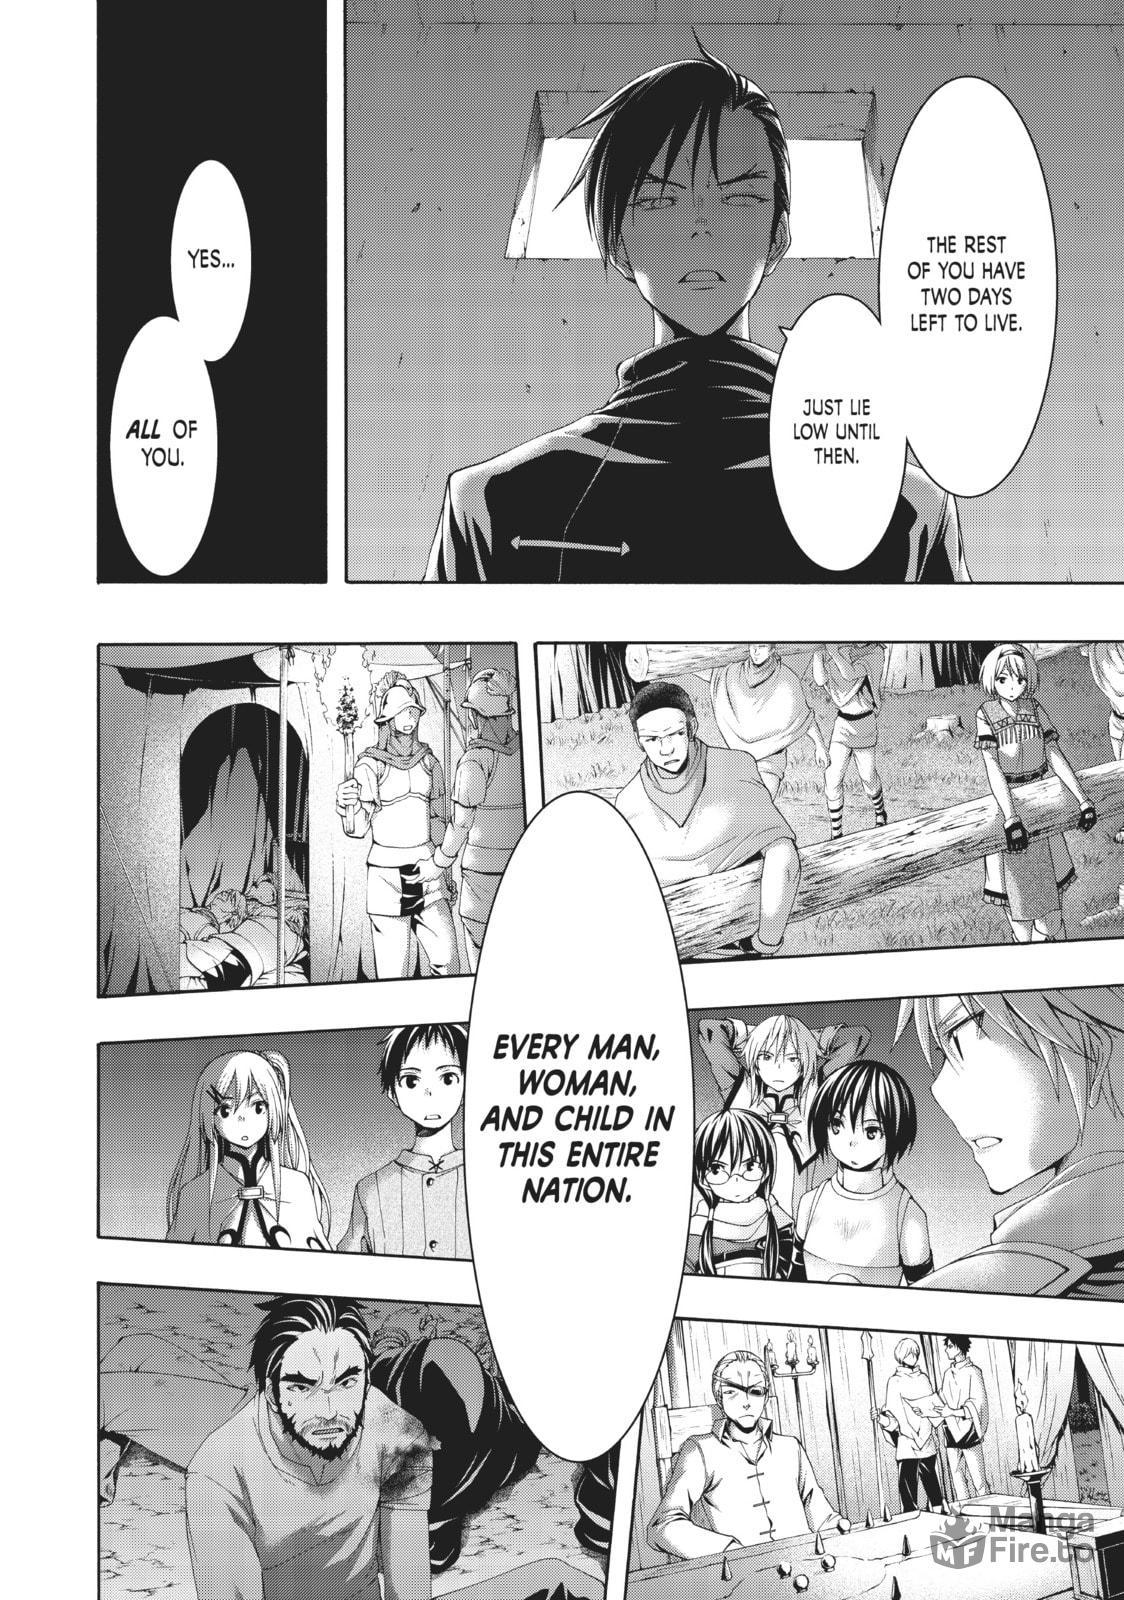 THE REST
OF YOU HAVE
TWO DAYS
LEFT TO LIVE.
JUST LIE
LOW UNTIL
THEN.
YES...
ALL OF
YOU.
EVERY MAN,
WOMAN,
AND CHILD IN
THIS ENTIRE
NATION.
Manga
MF Fire.to